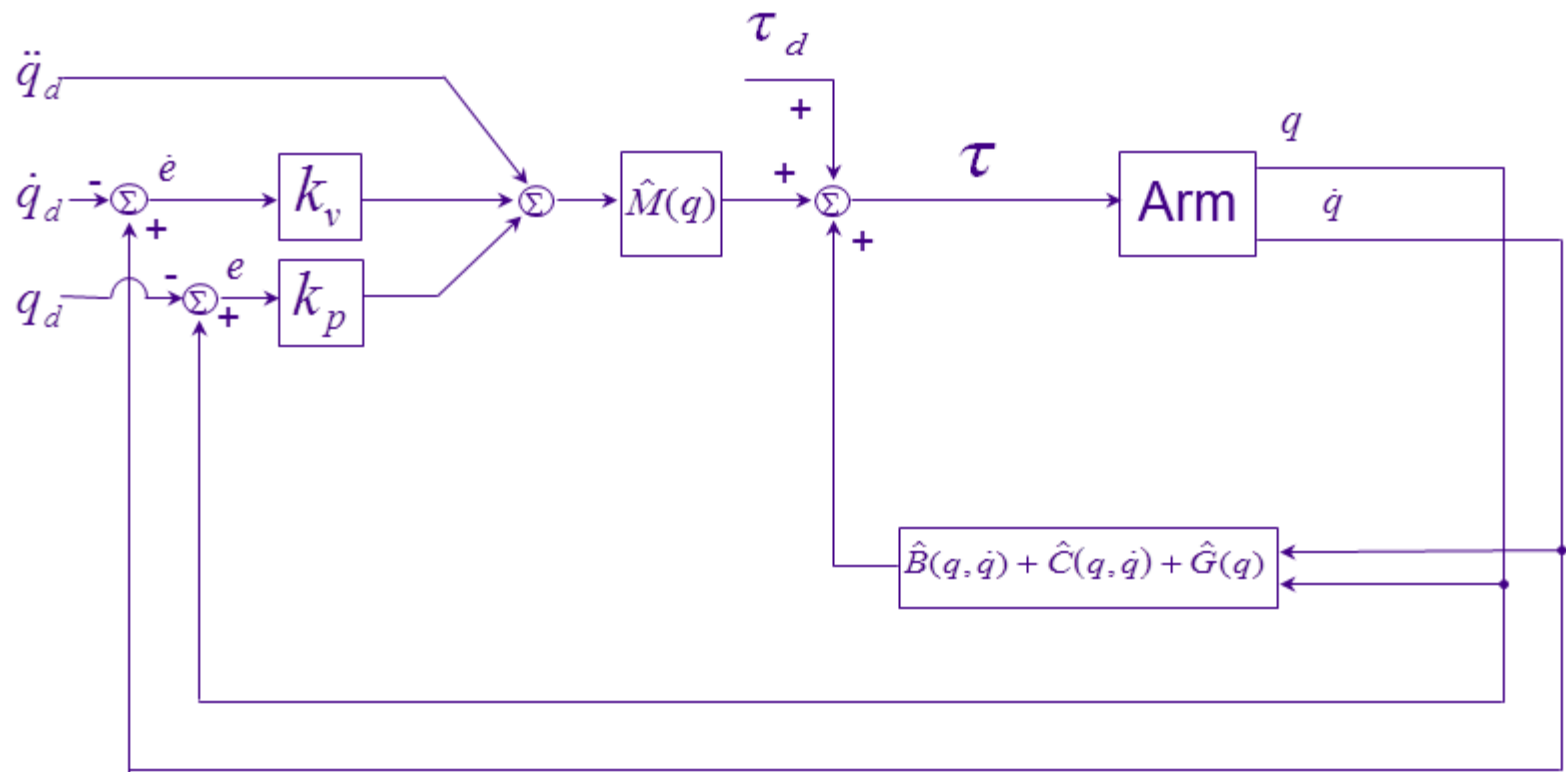 τ_d
q̈_d
+
q
q̇_d
-
Σ
ė
+
k_v
Σ
M̂(q)
+
Σ
+
τ
Arm
q̇
q_d
-
Σ
e
+
k_p
B̂(q,q̇) + Ĉ(q,q̇) + Ĝ(q)